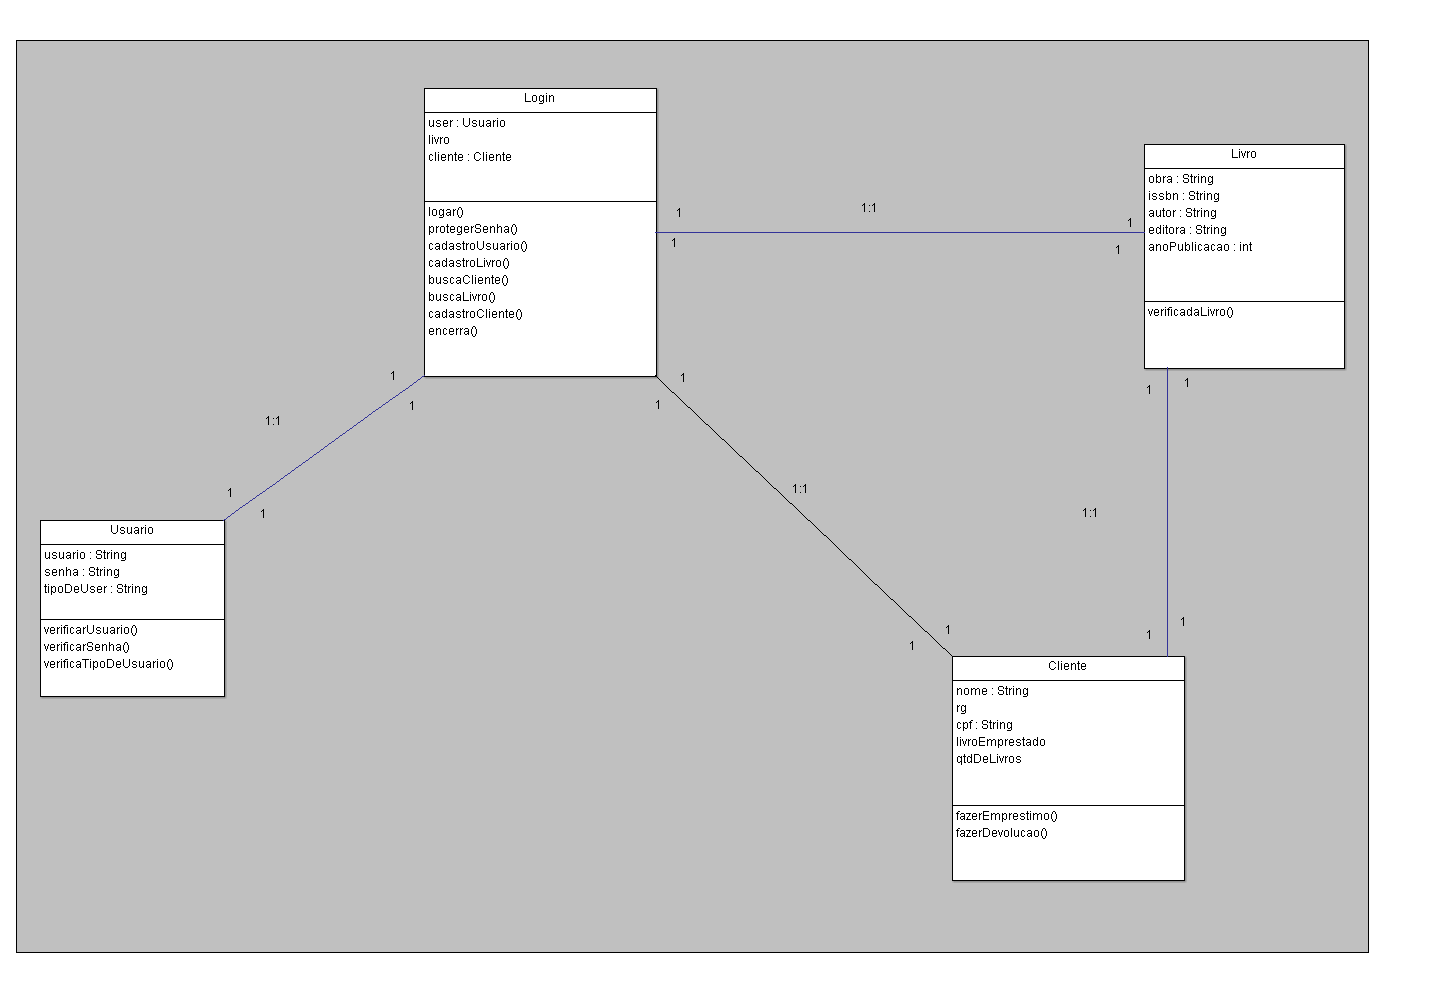 Login
user : Usuario
livro
cliente : Cliente
logar()
protegerSenha()
cadastroUsuario()
cadastroLivro()
buscaCliente()
buscaLivro()
cadastroCliente()
encerra()
Livro
obra : String
issbn : String
autor : String
editora : String
anoPublicacao : int
verificadaLivro()
1
1:1
1
1
1
1
1
1:1
1
1
1
1
1:1
1
1
1
1
1:1
1
1
Usuario
usuario : String
senha : String
tipoDeUser : String
verificarUsuario()
verificarSenha()
verificaTipoDeUsuario()
Cliente
nome : String
rg
cpf : String
livroEmprestado
qtdDeLivros
fazerEmprestimo()
fazerDevolucao()